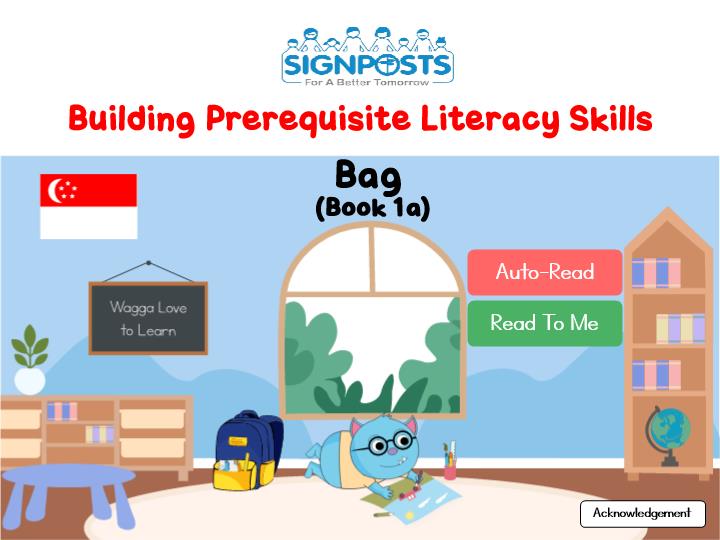 SIGNPOSTS
For A Better Tomorrow
Building Prerequisite Literacy Skills
Bag
(Book 1a)
Auto-Read
Wagga Love
to Learn
Read To Me
Acknowledgement